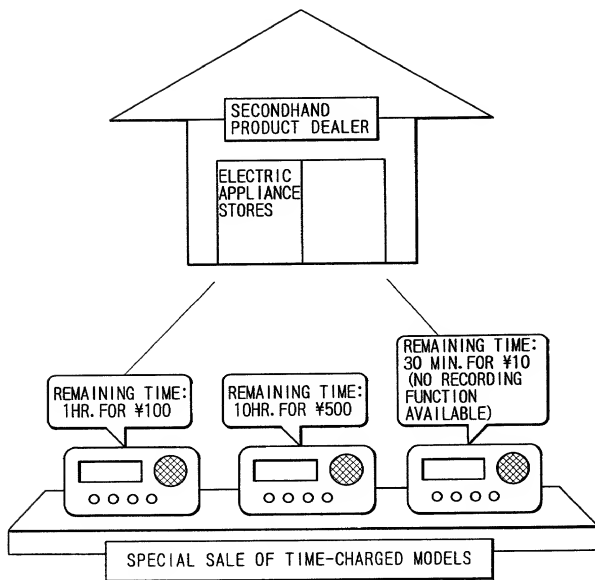 SECONDHAND
PRODUCT DEALER
ELECTRIC
APPLIANCE
STORES
REMAINING TIME:
1HR. FOR ¥100
REMAINING TIME:
10HR. FOR ¥500
REMAINING TIME:
30 MIN. FOR ¥10
(NO RECORDING
FUNCTION
AVAILABLE)
SPECIAL SALE OF TIME-CHARGED MODELS